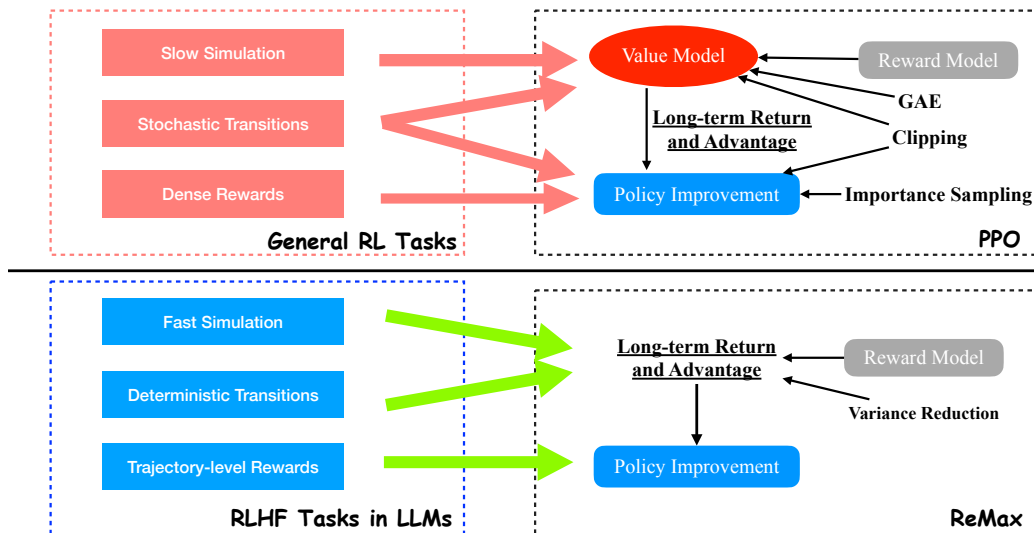 Slow Simulation
Stochastic Transitions
Dense Rewards
General RL Tasks
Value Model
Reward Model
GAE
Long-term Return
and Advantage
Clipping
Policy Improvement
Importance Sampling
PPO
Fast Simulation
Deterministic Transitions
Trajectory-level Rewards
RLHF Tasks in LLMs
Long-term Return
and Advantage
Reward Model
Variance Reduction
Policy Improvement
ReMax